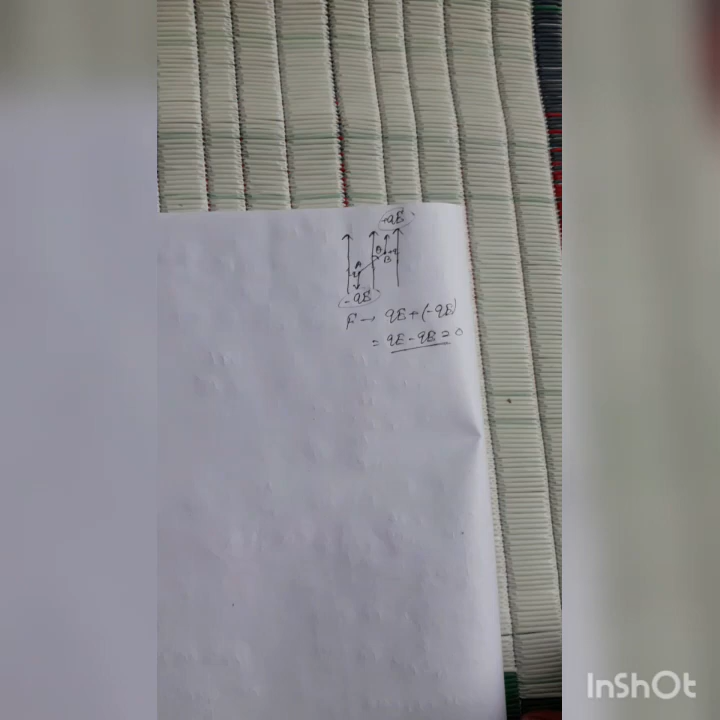 +qE
A
θ
B
-qE
F → qE + (-qE)
= qE - qE = 0
InShOt